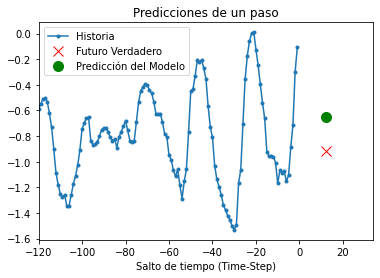 Predicciones de un paso
Historia
Futuro Verdadero
Predicción del Modelo
0.0
−0.2
−0.4
−0.6
−0.8
−1.0
−1.2
−1.4
−1.6
−120 −100 −80 −60 −40 −20 0 20
Salto de tiempo (Time-Step)